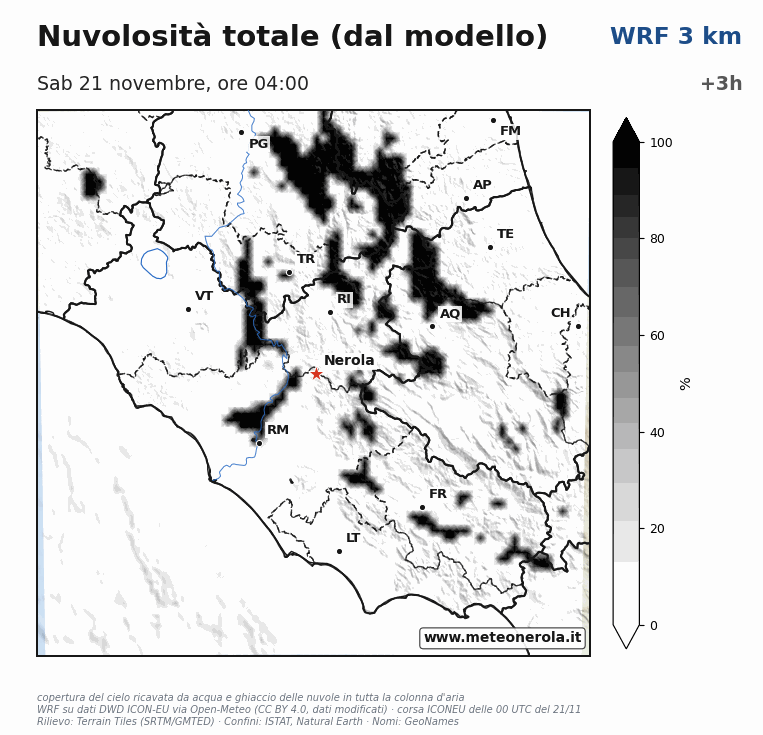 Nuvolosità totale (dal modello)
WRF 3 km
Sab 21 novembre, ore 04:00
+3h
FM
PG
AP
TE
TR
VT
RI
AQ
CH
Nerola
RM
FR
LT
www.meteonerola.it
100
80
60
40
20
0
%
copertura del cielo ricavata da acqua e ghiaccio delle nuvole in tutta la colonna d'aria
WRF su dati DWD ICON-EU via Open-Meteo (CC BY 4.0, dati modificati) · corsa ICONEU delle 00 UTC del 21/11
Rilievo: Terrain Tiles (SRTM/GMTED) · Confini: ISTAT, Natural Earth · Nomi: GeoNames